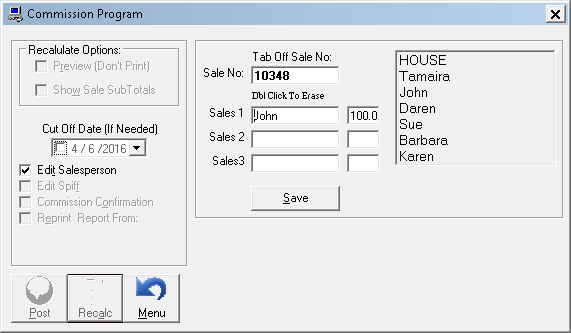 Commission Program
Recalulate Options:
Preview (Don't Print)
Show Sale SubTotals
Cut Off Date (If Needed)
4 / 6 /2016
Edit Salesperson
Edit Spiff
Commission Confirmation
Reprint Report From:
Post
Recalc
Menu
Tab Off Sale No:
Sale No: 10348
Dbl Click To Erase
Sales 1 John 100.0
Sales 2
Sales3
Save
HOUSE
Tamaira
John
Daren
Sue
Barbara
Karen